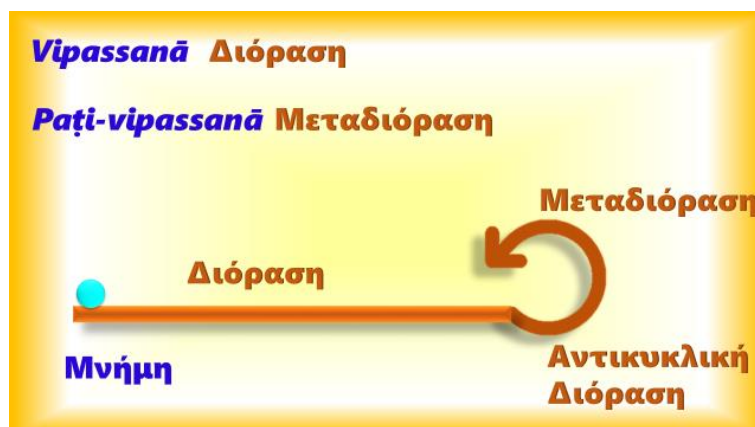 Vipassanā Διόραση
Paṭi-vipassanā Μεταδιόραση
Μεταδιόραση
Διόραση
Μνήμη
Αντικυκλική
Διόραση